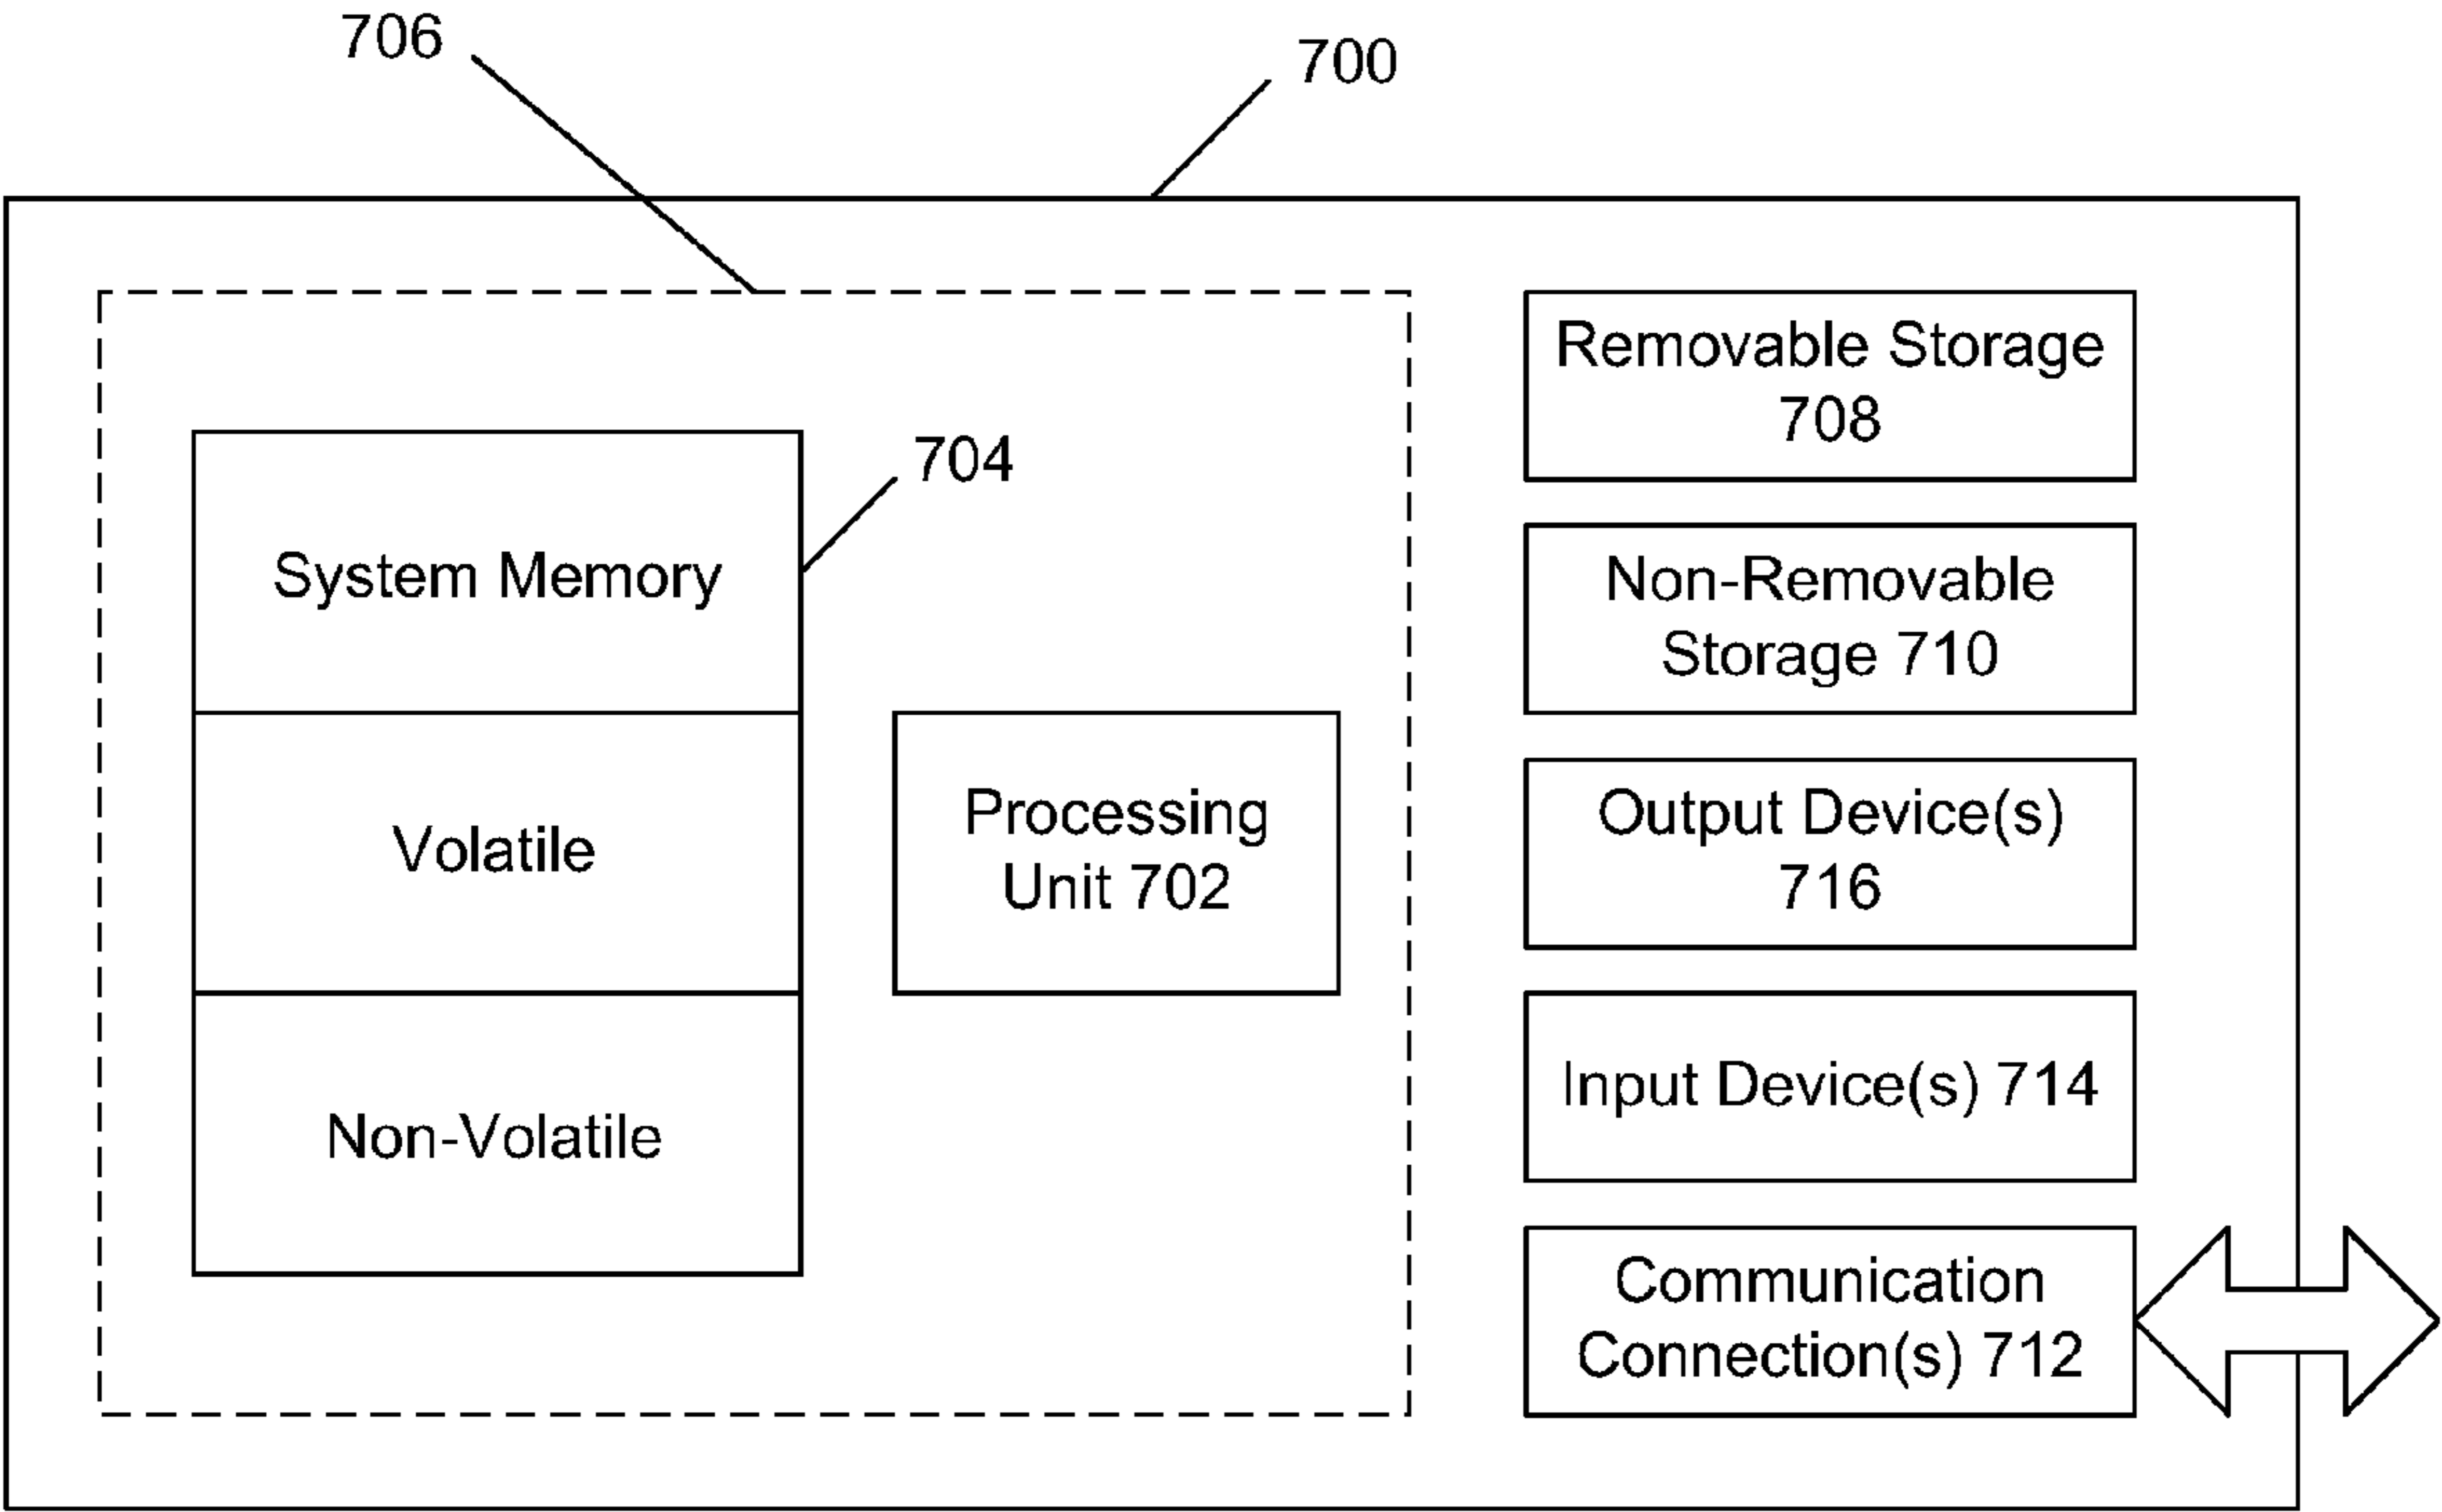 706
700
704
System Memory
Volatile
Non-Volatile
Processing
Unit 702
Removable Storage
708
Non-Removable
Storage 710
Output Device(s)
716
Input Device(s) 714
Communication
Connection(s) 712